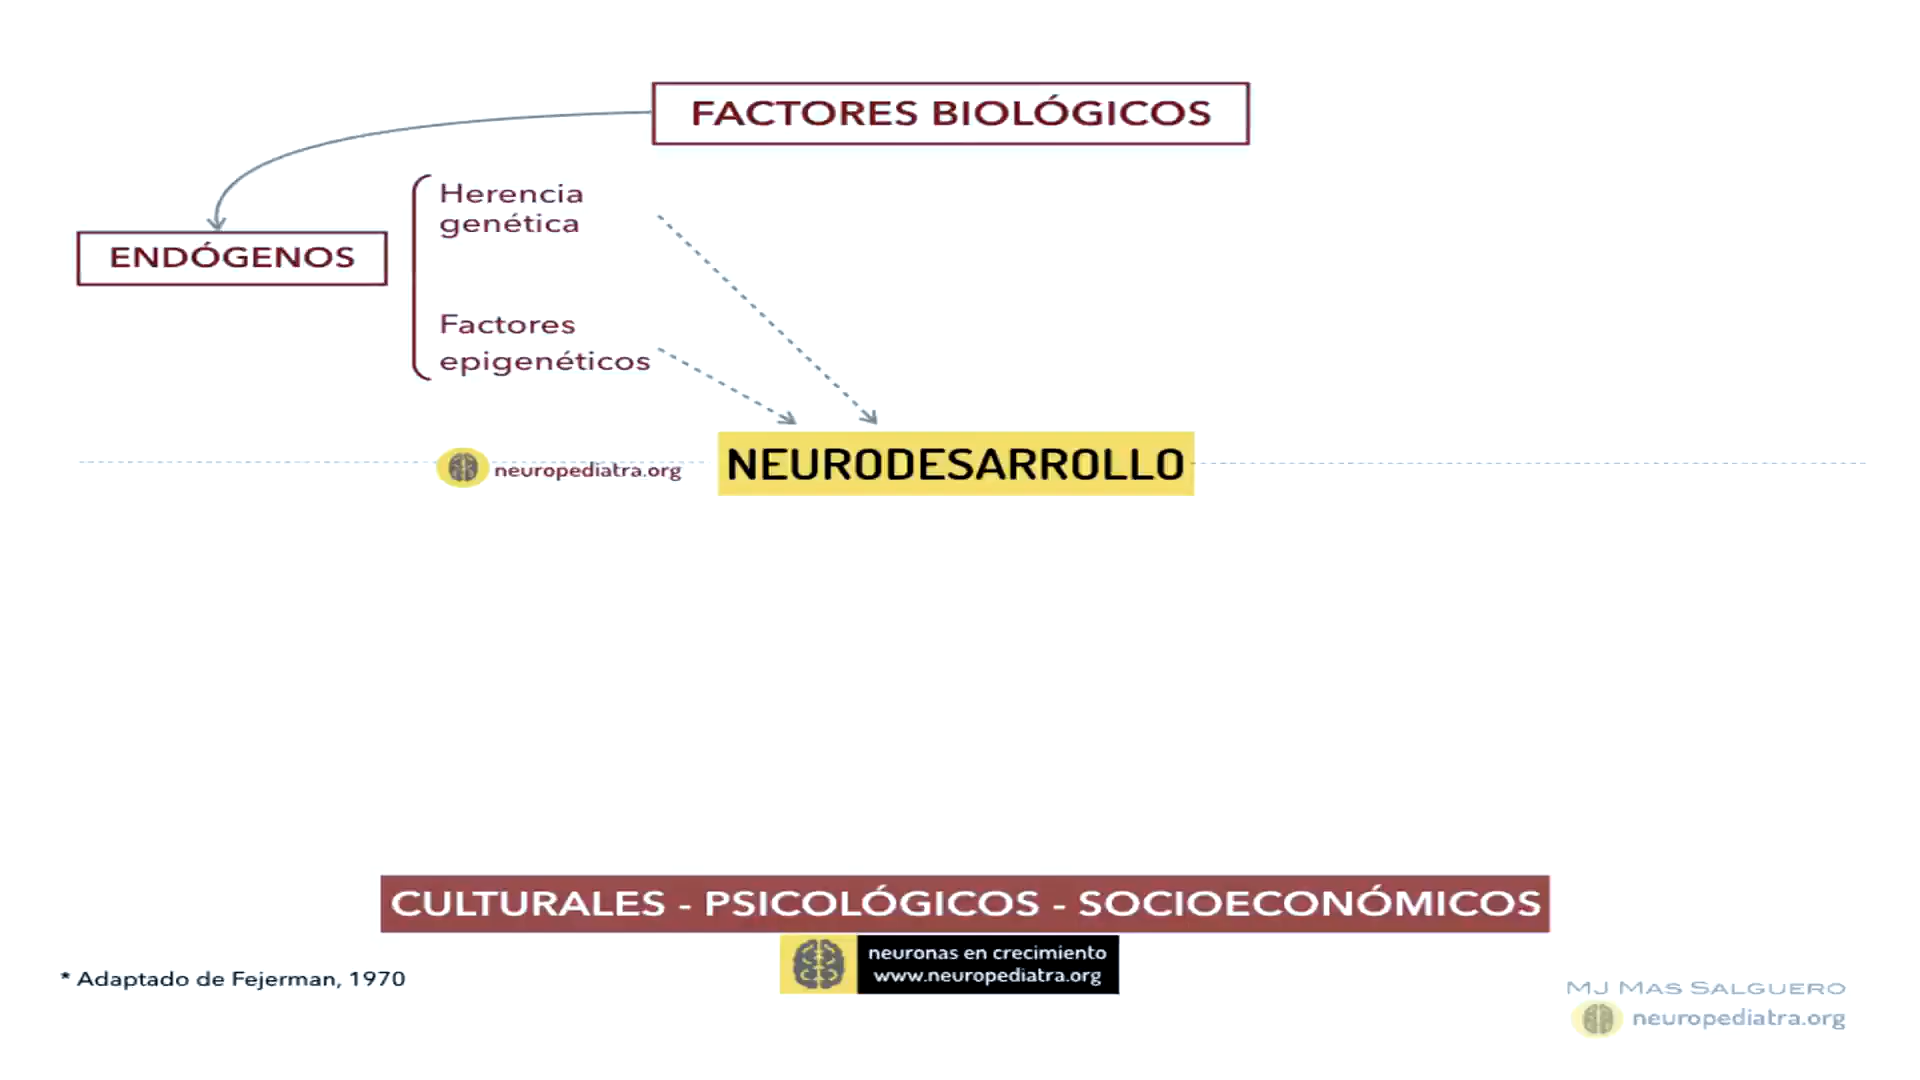 FACTORES BIOLÓGICOS
Herencia
genética
ENDÓGENOS
Factores
epigenéticos
neuropediatra.org
NEURODESARROLLO
CULTURALES - PSICOLÓGICOS - SOCIOECONÓMICOS
neuronas en crecimiento
www.neuropediatra.org
* Adaptado de Fejerman, 1970
MJ MAS SALGUERO
neuropediatra.org